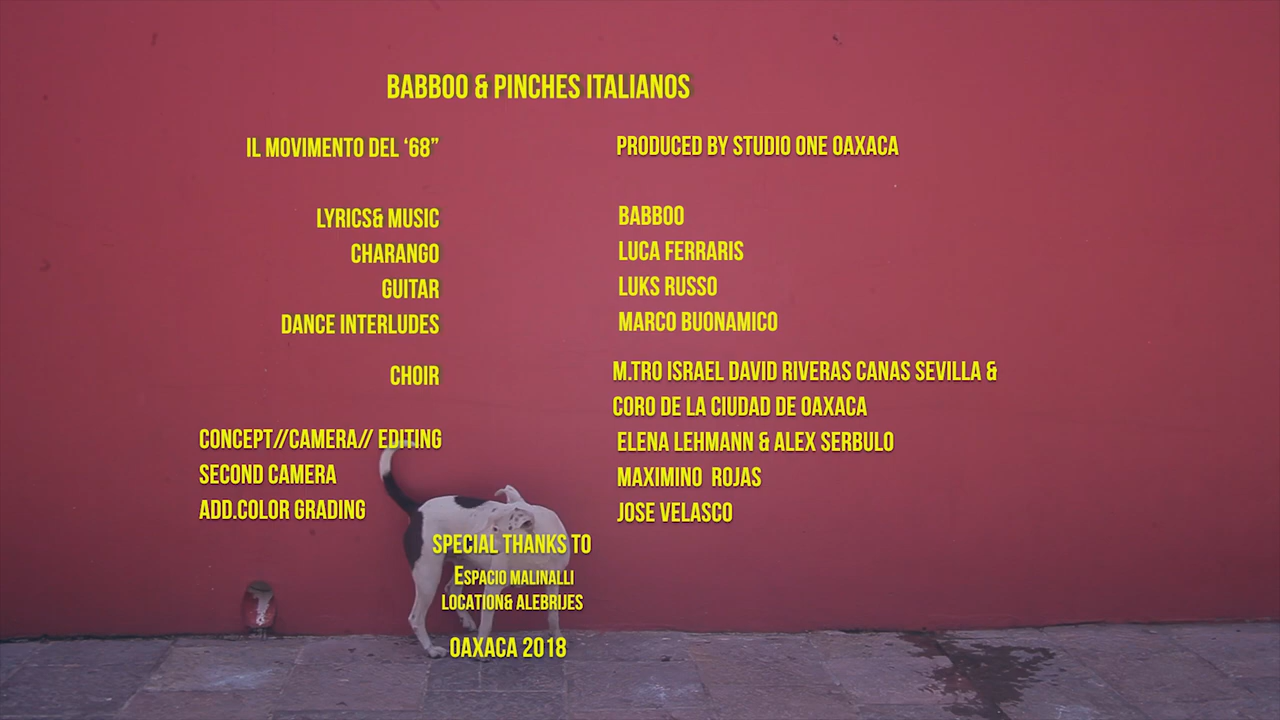 BABBOO & PINCHES ITALIANOS
IL MOVIMENTO DEL ‘68” PRODUCED BY STUDIO ONE OAXACA
LYRICS& MUSIC BABBOO
CHARANGO LUCA FERRARIS
GUITAR LUKS RUSSO
DANCE INTERLUDES MARCO BUONAMICO
CHOIR M.TRO ISRAEL DAVID RIVERAS CANAS SEVILLA &
CORO DE LA CIUDAD DE OAXACA
CONCEPT//CAMERA// EDITING ELENA LEHMANN & ALEX SERBULO
SECOND CAMERA MAXIMINO ROJAS
ADD.COLOR GRADING JOSE VELASCO
SPECIAL THANKS TO
ESPACIO MALINALLI
LOCATION& ALEBRIJES
OAXACA 2018